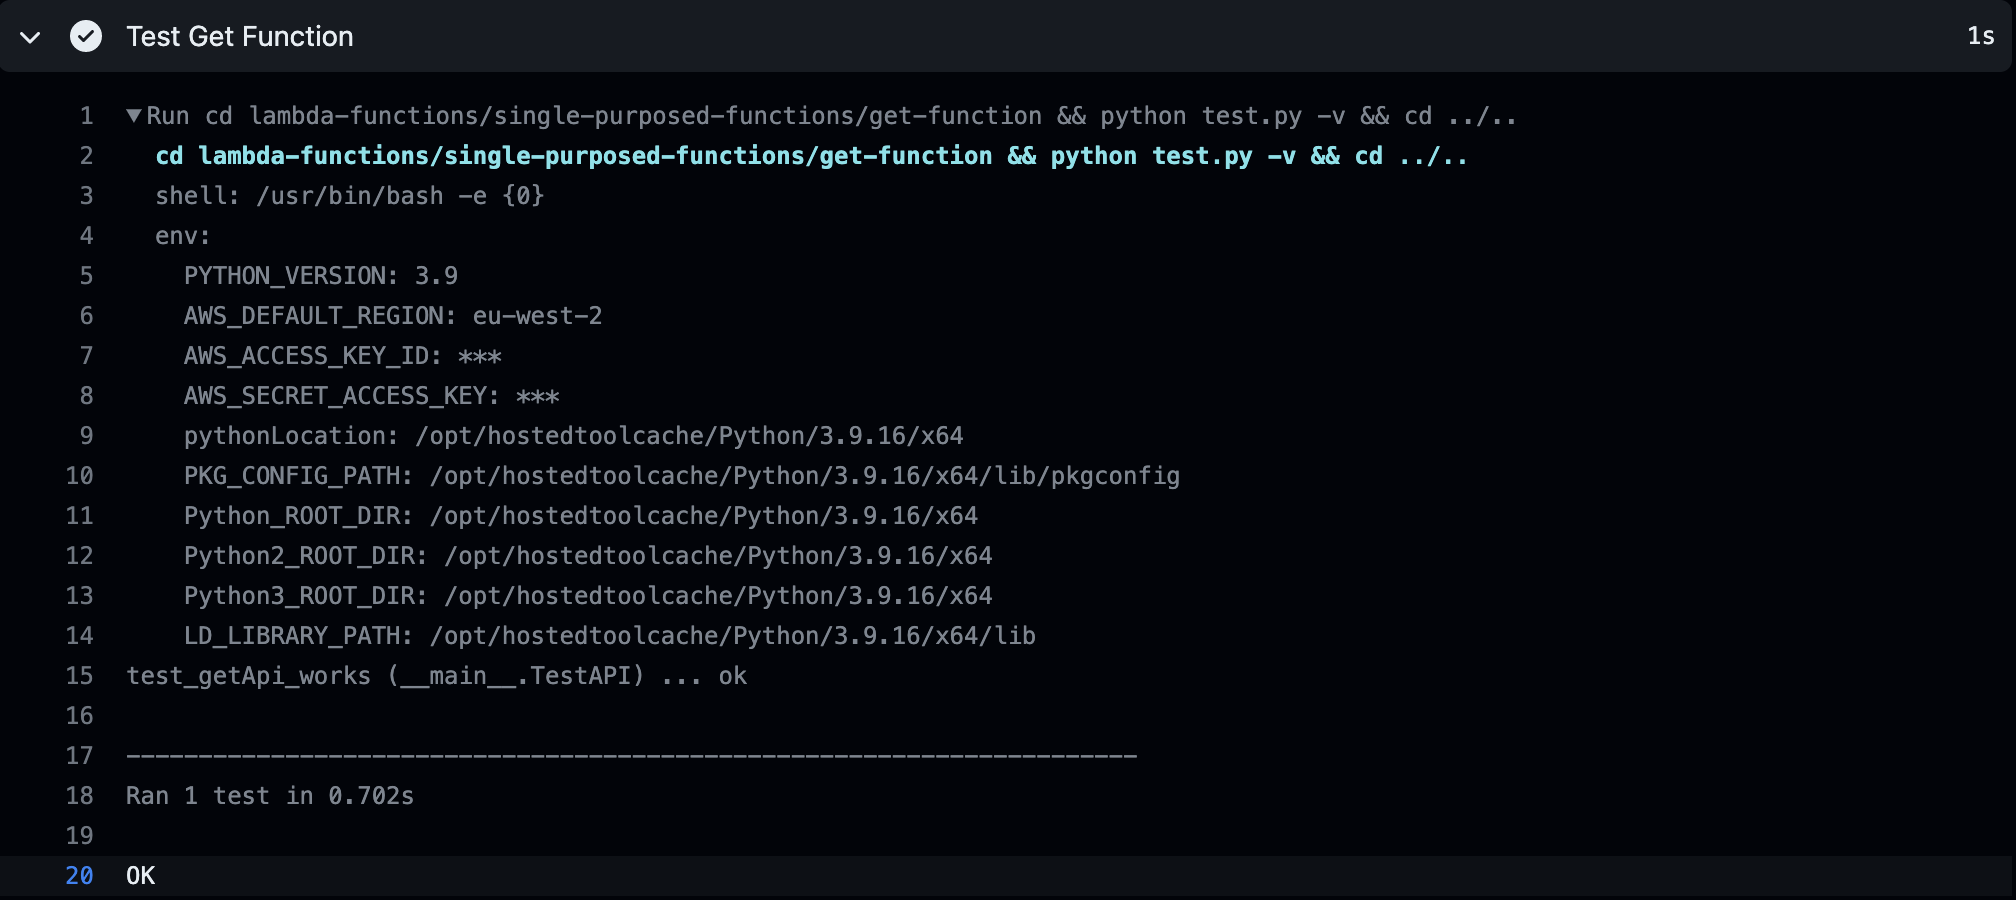 Test Get Function 1s
1 ▼Run cd lambda-functions/single-purposed-functions/get-function && python test.py -v && cd ../..
2 cd lambda-functions/single-purposed-functions/get-function && python test.py -v && cd ../..
3 shell: /usr/bin/bash -e {0}
4 env:
5 PYTHON_VERSION: 3.9
6 AWS_DEFAULT_REGION: eu-west-2
7 AWS_ACCESS_KEY_ID: ***
8 AWS_SECRET_ACCESS_KEY: ***
9 pythonLocation: /opt/hostedtoolcache/Python/3.9.16/x64
10 PKG_CONFIG_PATH: /opt/hostedtoolcache/Python/3.9.16/x64/lib/pkgconfig
11 Python_ROOT_DIR: /opt/hostedtoolcache/Python/3.9.16/x64
12 Python2_ROOT_DIR: /opt/hostedtoolcache/Python/3.9.16/x64
13 Python3_ROOT_DIR: /opt/hostedtoolcache/Python/3.9.16/x64
14 LD_LIBRARY_PATH: /opt/hostedtoolcache/Python/3.9.16/x64/lib
15 test_getApi_works (__main__.TestAPI) ... ok
16
17 ----------------------------------------------------------------------
18 Ran 1 test in 0.702s
19
20 OK